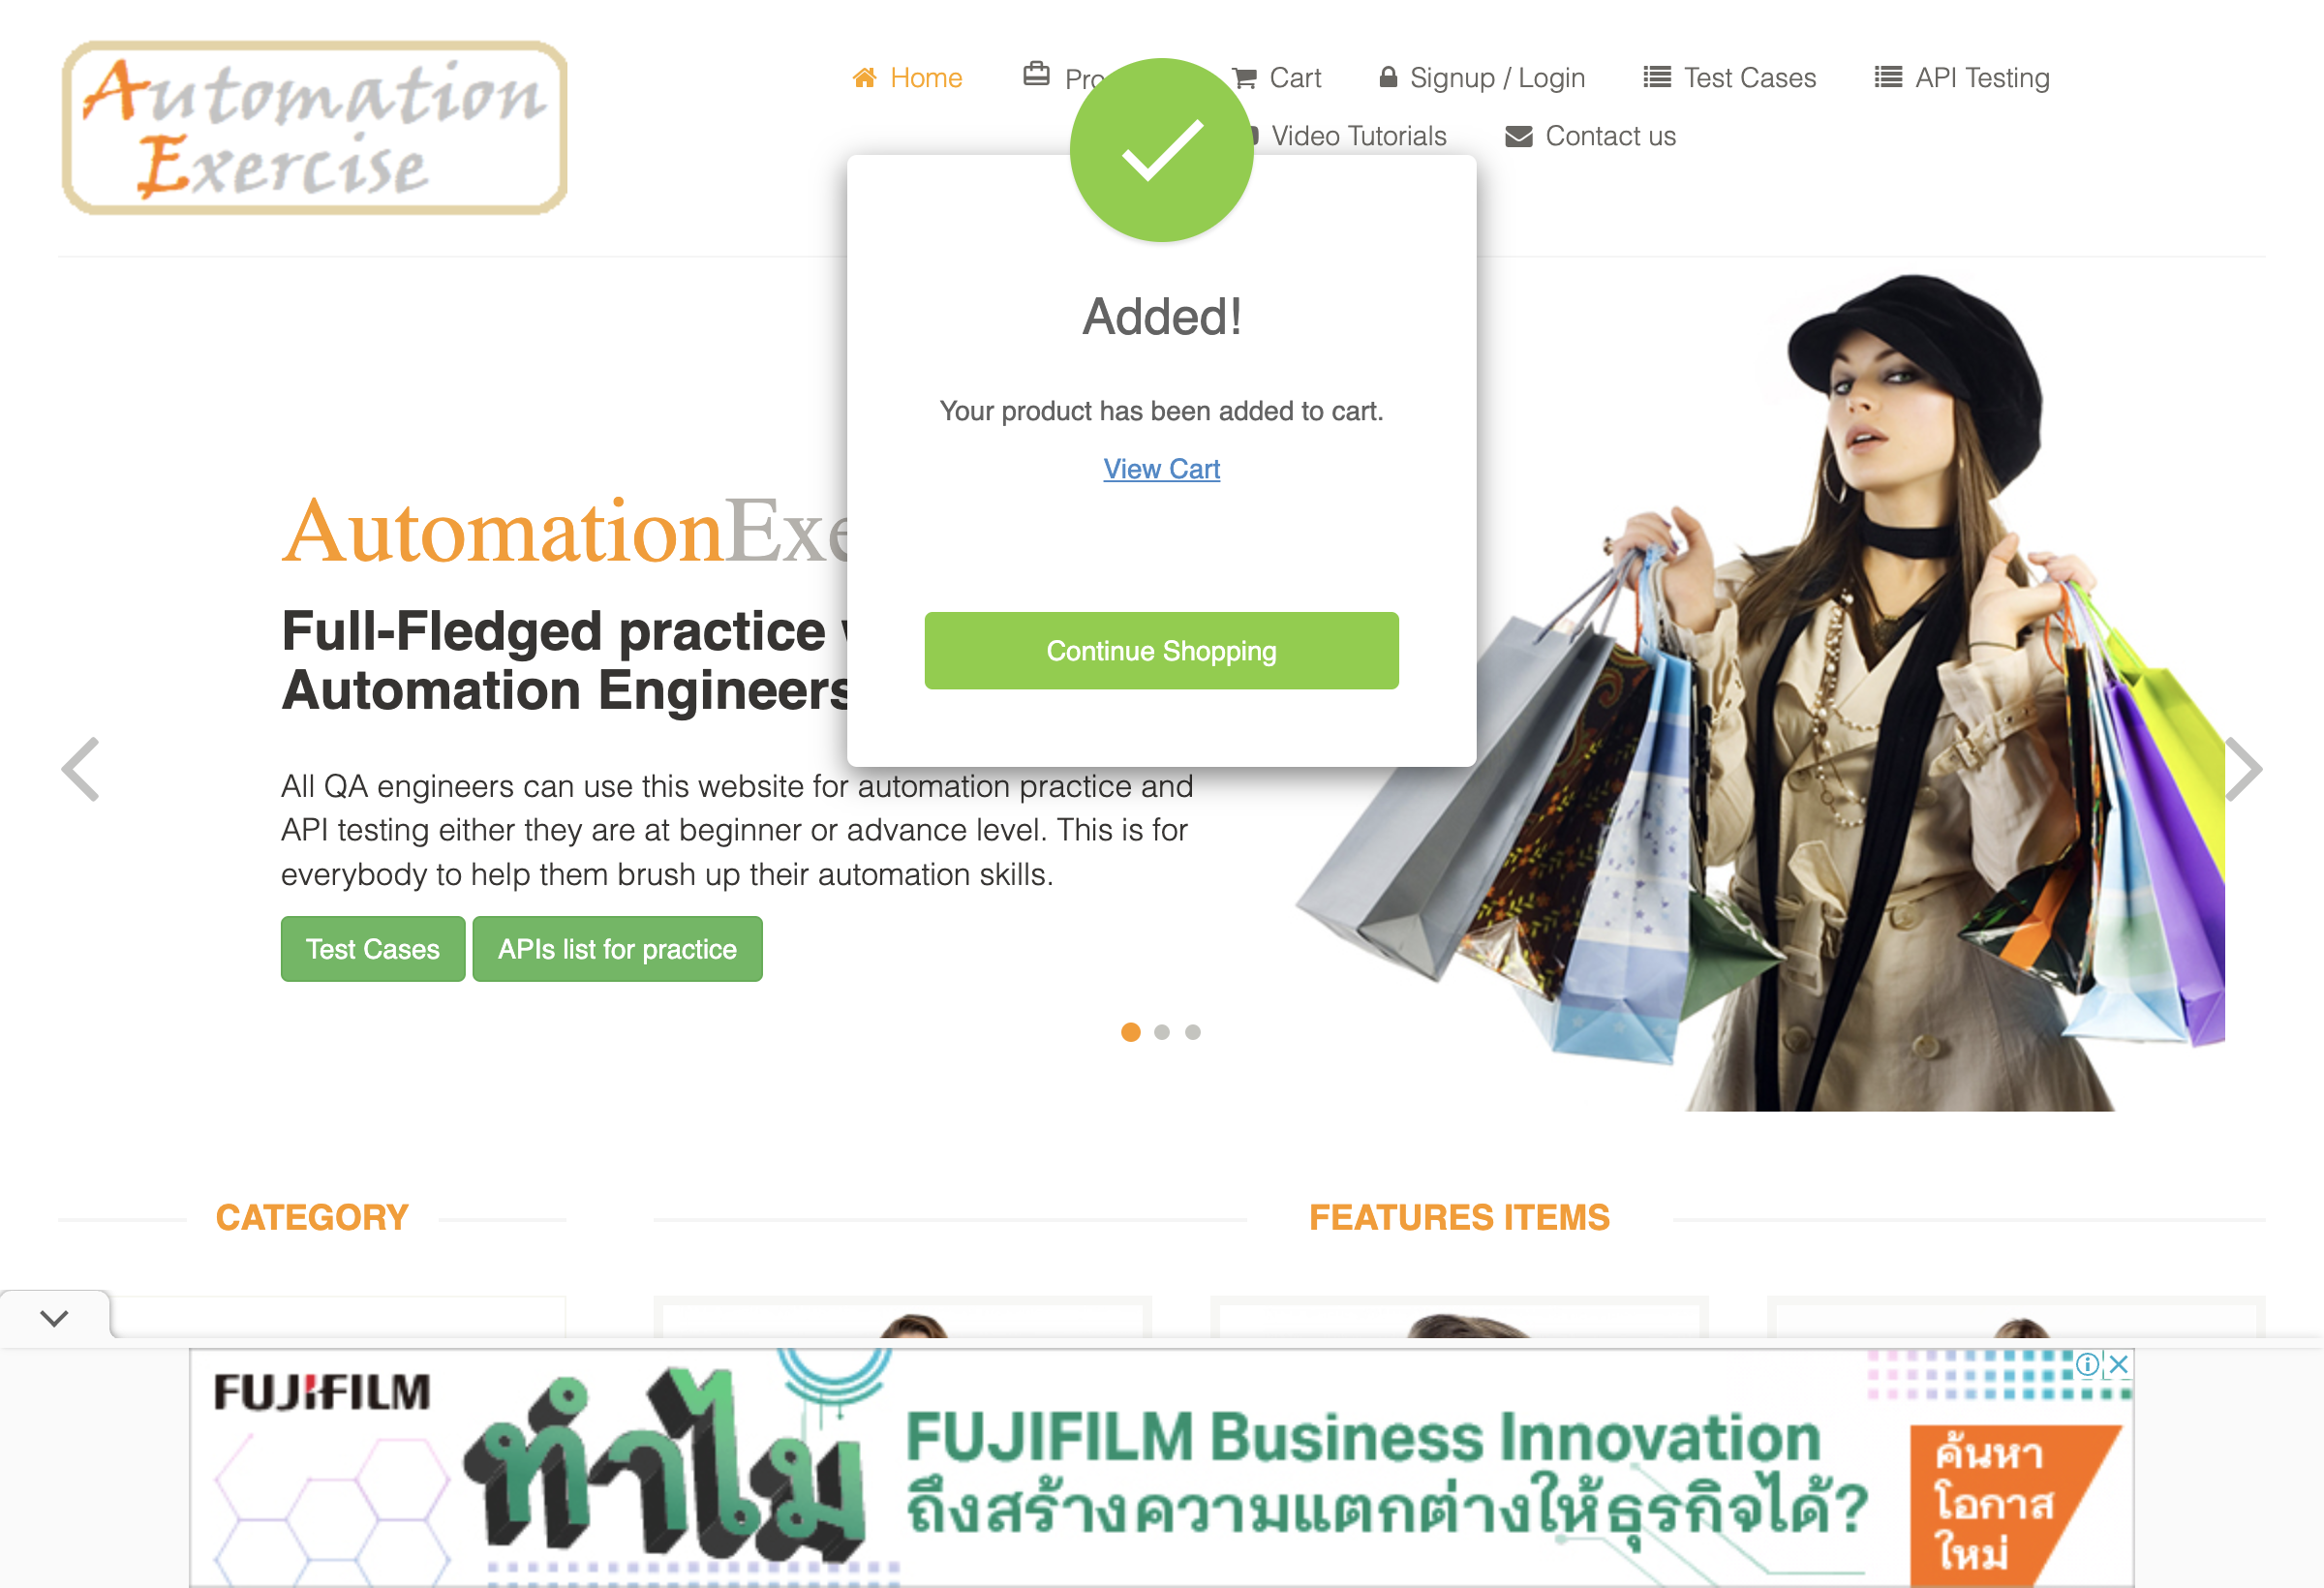 Automation
Exercise
Home
Cart
Signup / Login
Test Cases
API Testing
Video Tutorials
Contact us
Added!
Your product has been added to cart.
View Cart
Continue Shopping
Automation
Full-Fledged practice
Automation Engineers
All QA engineers can use this website for automation practice and
API testing either they are at beginner or advance level. This is for
everybody to help them brush up their automation skills.
Test Cases
APIs list for practice
CATEGORY
FEATURES ITEMS
FUJIFILM
ทำไม
FUJIFILM Business Innovation
ถึงสร้างความแตกต่างให้ธุรกิจได้?
ค้นหา
โอกาส
ใหม่